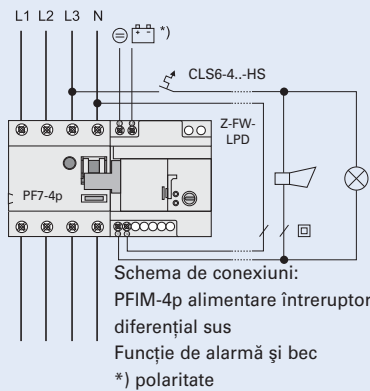 L1 L2 L3 N
*)
CLS6-4..-HS
Z-FW-
LPD
PF7-4p
Schema de conexiuni:
PFIM-4p alimentare întreruptor
diferențial sus
Funcție de alarmă și bec
*) polaritate